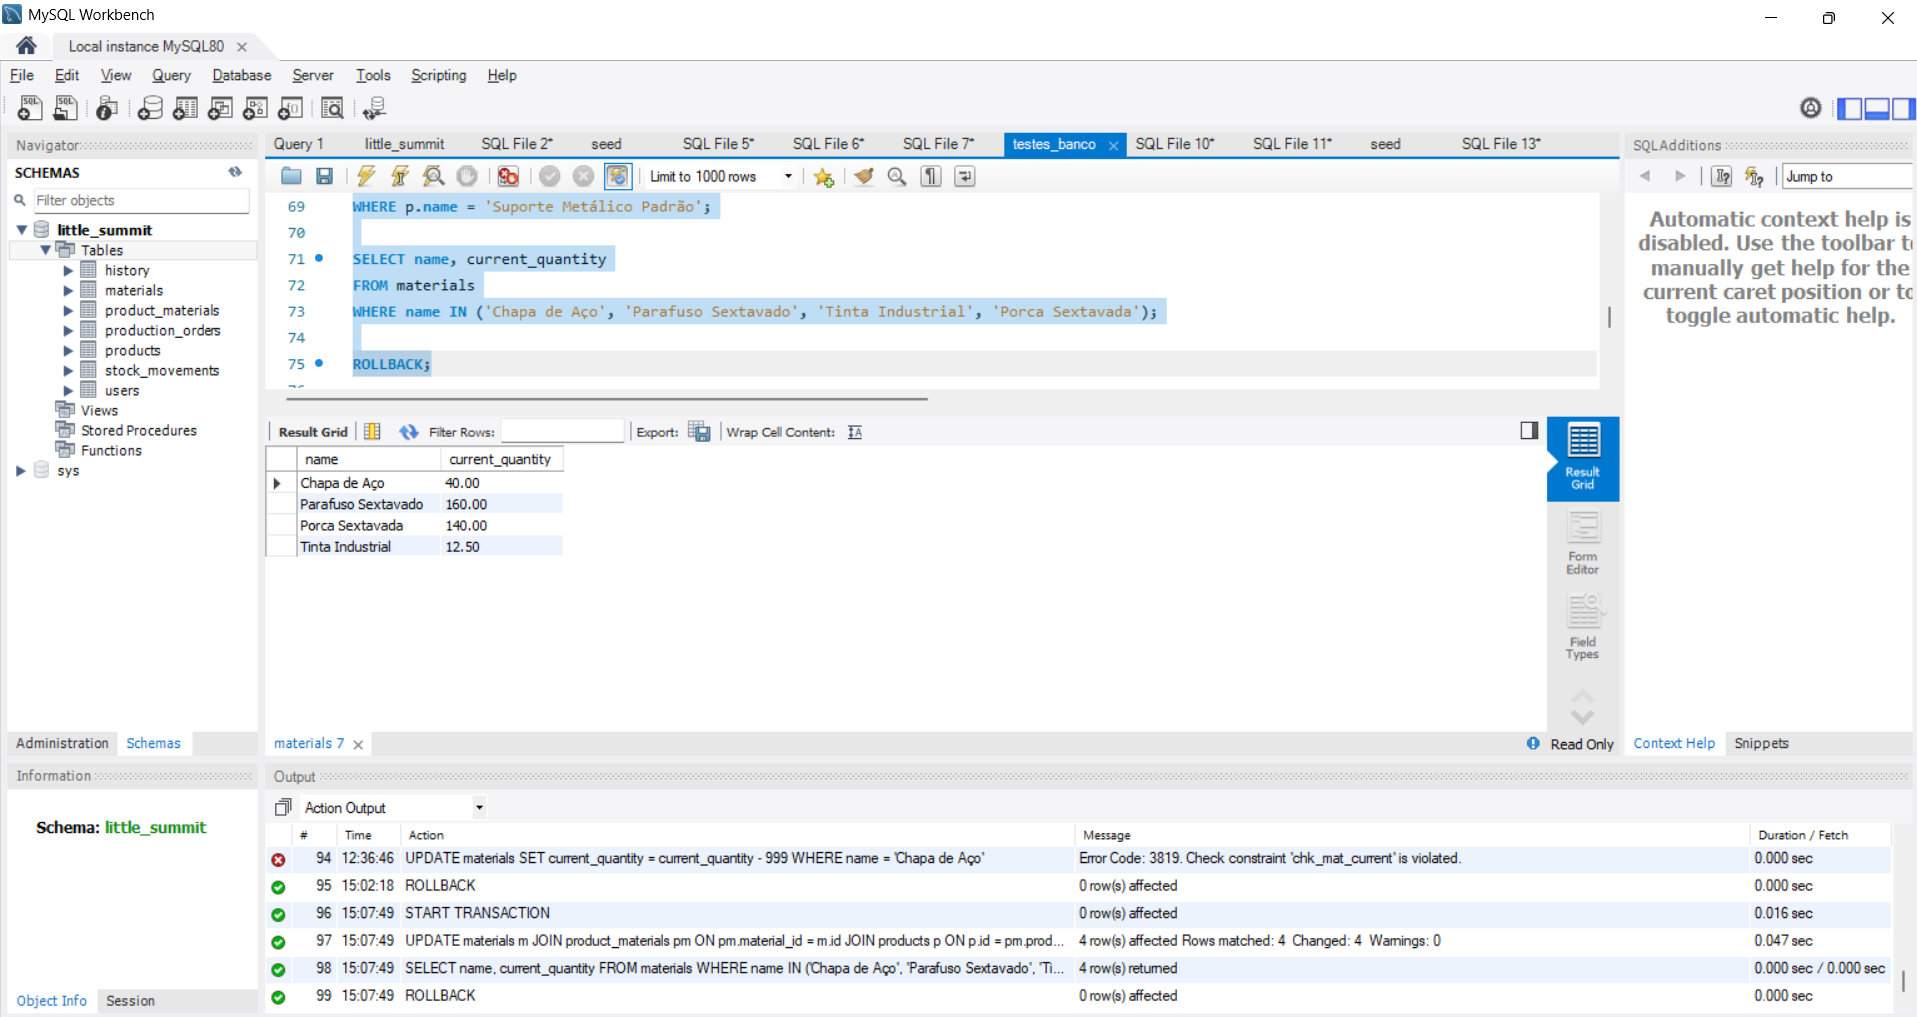 MySQL Workbench
Local instance MySQL80
File Edit View Query Database Server Tools Scripting Help
Navigator
SCHEMAS
Filter objects
little_summit
Tables
history
materials
product_materials
production_orders
products
stock_movements
users
Views
Stored Procedures
Functions
sys
Administration Schemas
Information
Schema: little_summit
Object Info Session
Query 1 little_summit SQL File 2* seed SQL File 5* SQL File 6* SQL File 7* testes_banco SQL File 10* SQL File 11* seed SQL File 13*
Limit to 1000 rows
69 WHERE p.name = 'Suporte Metálico Padrão';
70
71 SELECT name, current_quantity
72 FROM materials
73 WHERE name IN ('Chapa de Aço', 'Parafuso Sextavado', 'Tinta Industrial', 'Porca Sextavada');
74
75 ROLLBACK;
Result Grid Filter Rows: Export: Wrap Cell Content:
name current_quantity
Chapa de Aço 40.00
Parafuso Sextavado 160.00
Porca Sextavada 140.00
Tinta Industrial 12.50
Result
Grid
Form
Editor
Field
Types
materials 7
Read Only
SQLAdditions
Jump to
Automatic context help is
disabled. Use the toolbar
manually get help for the
current caret position or
toggle automatic help.
Context Help Snippets
Output
Action Output
# Time Action Message Duration / Fetch
94 12:36:46 UPDATE materials SET current_quantity = current_quantity - 999 WHERE name = 'Chapa de Aço' Error Code: 3819. Check constraint 'chk_mat_current' is violated. 0.000 sec
95 15:02:18 ROLLBACK 0 row(s) affected 0.000 sec
96 15:07:49 START TRANSACTION 0 row(s) affected 0.016 sec
97 15:07:49 UPDATE materials m JOIN product_materials pm ON pm.material_id = m.id JOIN products p ON p.id = pm.prod... 4 row(s) affected Rows matched: 4 Changed: 4 Warnings: 0 0.047 sec
98 15:07:49 SELECT name, current_quantity FROM materials WHERE name IN ('Chapa de Aço', 'Parafuso Sextavado', 'Ti... 4 row(s) returned 0.000 sec / 0.000 sec
99 15:07:49 ROLLBACK 0 row(s) affected 0.000 sec